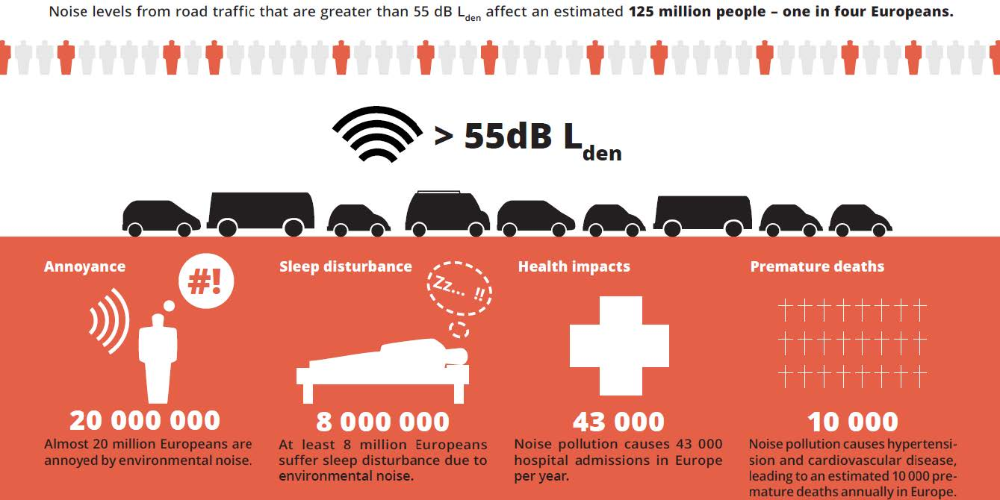 Noise levels from road traffic that are greater than 55 dB Lden affect an estimated 125 million people – one in four Europeans.
> 55dB Lden
Annoyance
#!
20 000 000
Almost 20 million Europeans are
annoyed by environmental noise.
Sleep disturbance
Zz... !!
8 000 000
At least 8 million Europeans
suffer sleep disturbance due to
environmental noise.
Health impacts
43 000
Noise pollution causes 43 000
hospital admissions in Europe
per year.
Premature deaths
10 000
Noise pollution causes hypertensi-
sion and cardiovascular disease,
leading to an estimated 10 000 pre-
mature deaths annually in Europe.